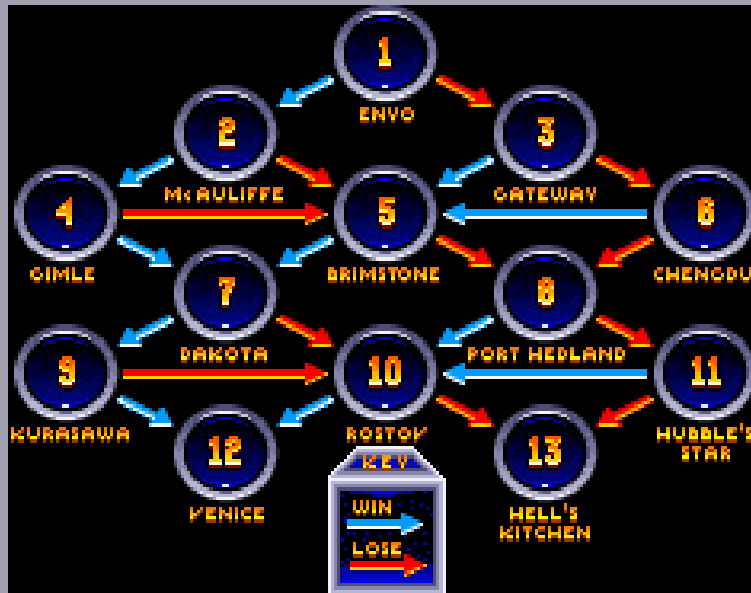 1
ENVO
2
3
McAULIFFE
GATEWAY
4
5
6
GIMLE
BRIMSTONE
CHENGDU
7
8
DAKOTA
PORT HEDLAND
9
10
11
KURASAWA
ROSTOV
HUBBLE'S
STAR
12
13
VENICE
HELL'S
KITCHEN
KEY
WIN
LOSE